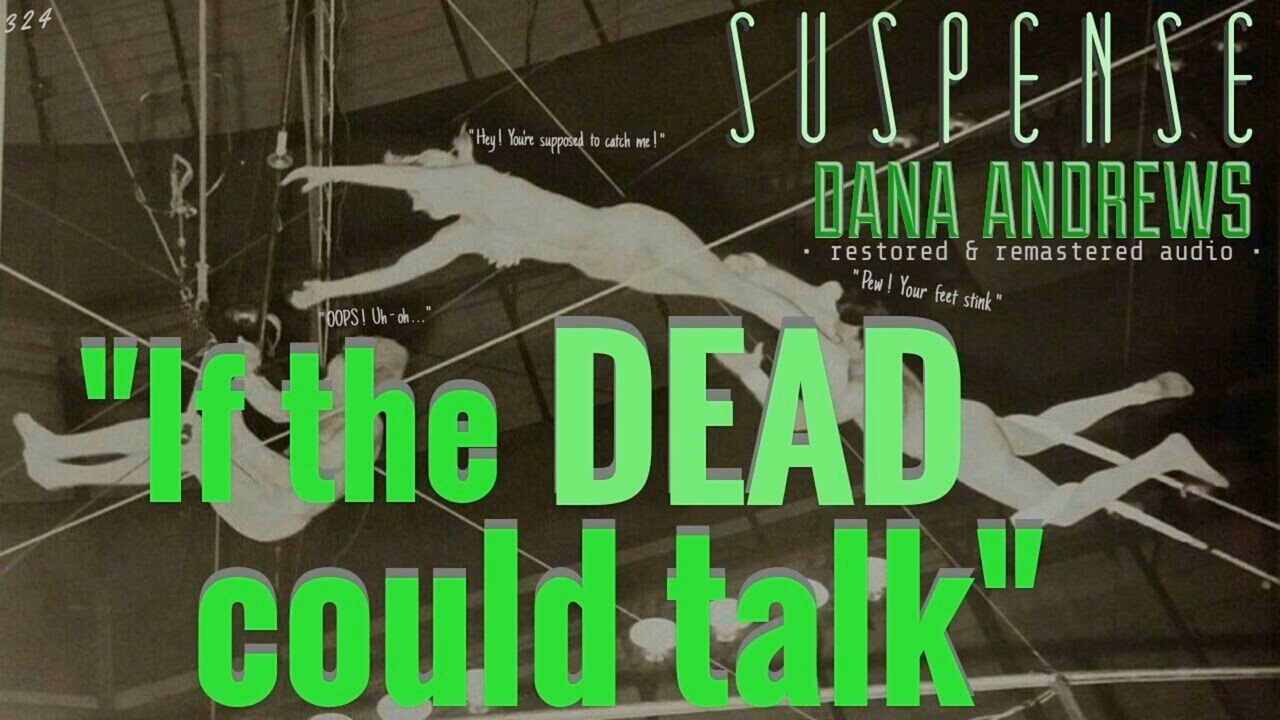 324
SUSPENSE
"Hey! You're supposed to catch me!"
DANA ANDREWS
· restored & remastered audio ·
"Pew! Your feet stink"
"OOPS! Uh-oh..."
"If the DEAD
could talk"